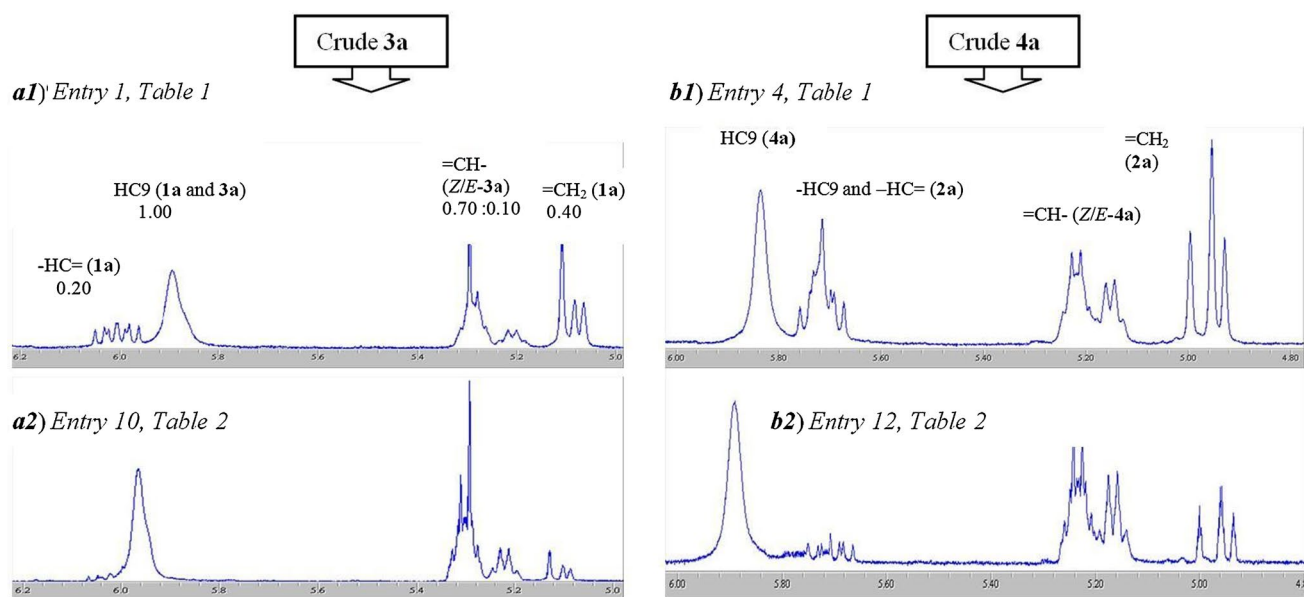 Crude 3a
Crude 4a
a1)' Entry 1, Table 1
b1) Entry 4, Table 1
HC9 (1a and 3a)
1.00
=CH-
(Z/E-3a)
0.70 :0.10
=CH₂ (1a)
0.40
-HC= (1a)
0.20
6.2 6.0 5.8 5.6 5.4 5.2 5.0
HC9 (4a)
-HC9 and –HC= (2a)
=CH₂
(2a)
=CH- (Z/E-4a)
6.00 5.80 5.60 5.40 5.20 5.00 4.80
a2) Entry 10, Table 2
6.2 6.0 5.8 5.6 5.4 5.2 5.0
b2) Entry 12, Table 2
6.00 5.80 5.60 5.40 5.20 5.00